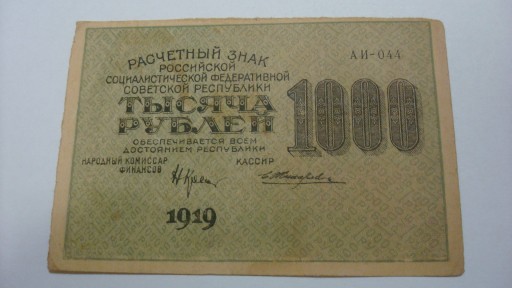 РАСЧЕТНЫЙ ЗНАК
АИ-044
РОССИЙСКОЙ
СОЦИАЛИСТИЧЕСКОЙ ФЕДЕРАТИВНОЙ
СОВЕТСКОЙ РЕСПУБЛИКИ
ТЫСЯЧА
РУБЛЕЙ
1000
ОБЕСПЕЧИВАЕТСЯ ВСЕМ
ДОСТОЯНИЕМ РЕСПУБЛИКИ
НАРОДНЫЙ КОМИССАР
ФИНАНСОВ
КАССИР
1919